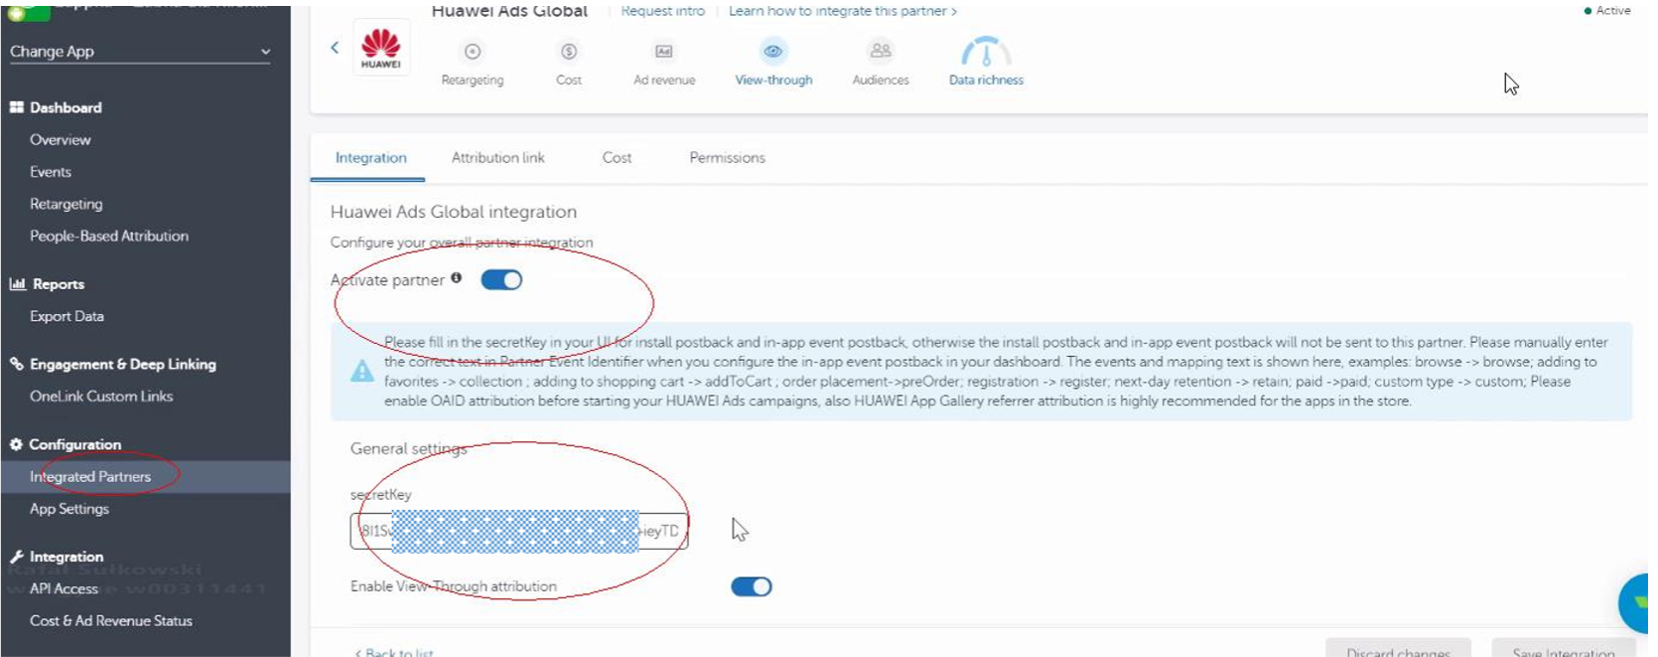 Huawei Ads Global
Request intro
Learn how to integrate this partner >
Active
Change App
HUAWEI
Retargeting
Cost
Ad
Ad revenue
View-through
Audiences
Data richness
Dashboard
Overview
Events
Retargeting
People-Based Attribution
Reports
Export Data
Engagement & Deep Linking
OneLink Custom Links
Configuration
Integrated Partners
App Settings
Integration
Rafal Sulkowski
API Access
w00311441
Cost & Ad Revenue Status
Integration
Attribution link
Cost
Permissions
Huawei Ads Global integration
Configure your overall partner integration
Activate partner
Please fill in the secretKey in your UI for install postback and in-app event postback, otherwise the install postback and in-app event postback will not be sent to this partner. Please manually enter
the correct text in Partner Event Identifier when you configure the in-app event postback in your dashboard. The events and mapping text is shown here, examples: browse -> browse; adding to
favorites -> collection ; adding to shopping cart -> addToCart ; order placement->preOrder; registration -> register; next-day retention -> retain; paid ->paid; custom type -> custom; Please
enable OAID attribution before starting your HUAWEI Ads campaigns, also HUAWEI App Gallery referrer attribution is highly recommended for the apps in the store.
General settings
secretKey
Enable View-Through attribution
< Back to list
Discard changes
Save Integration